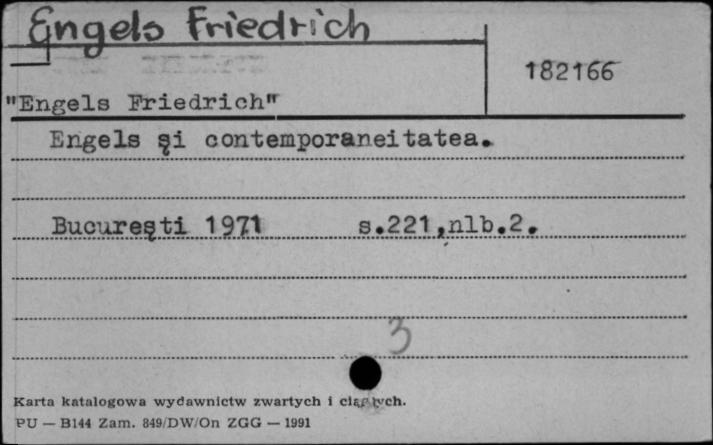 Engels Friedrich
182166
"Engels Friedrich"
Engels şi contemporaneitatea.
Bucureşti 1971 s.221,nlb.2.
3
Karta katalogowa wydawnictw zwartych i ciągłych.
PU — B144 Zam. 849/DW/On ZGG — 1991